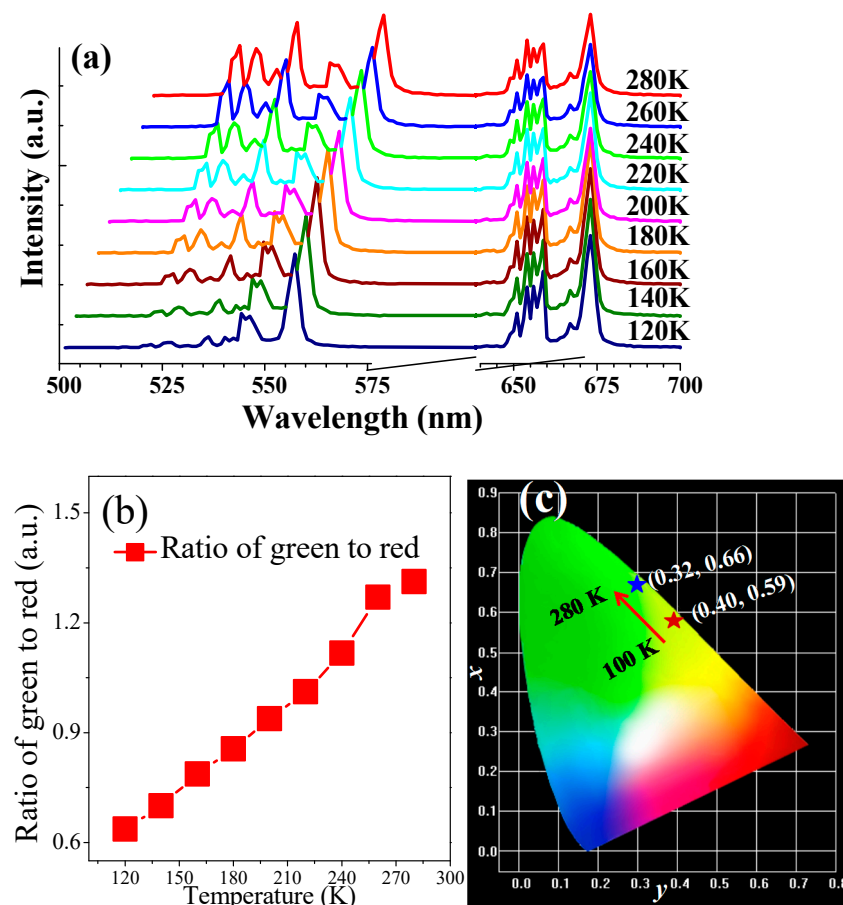 (a)
Intensity (a.u.)
280K
260K
240K
220K
200K
180K
160K
140K
120K
500 525 550 575 650 675 700
Wavelength (nm)
(b)
Ratio of green to red
Ratio of green to red (a.u.)
1.5
1.2
0.9
0.6
120 150 180 210 240 270 300
Temperature (K)
(c)
0.9
0.8
0.7
0.6
0.5
0.4
0.3
0.2
0.1
0.0
x
(0.32, 0.66)
(0.40, 0.59)
280 K
100 K
0.0 0.1 0.2 0.3 0.4 0.5 0.6 0.7 0.8
y